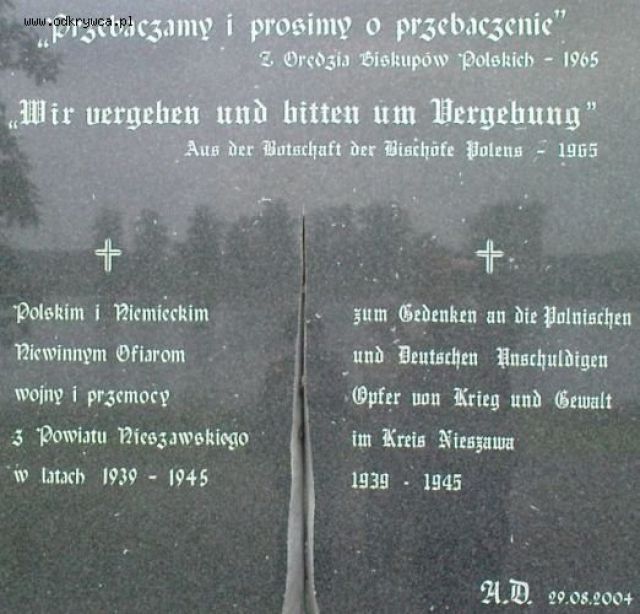 www.odkrywca.pl
„Przebaczamy i prosimy o przebaczenie”
Z Orędzia Biskupów Polskich - 1965
„Wir vergeben und bitten um Vergebung”
Aus der Botschaft der Bischöfe Polens - 1965
Polskim i Niemieckim
Niewinnym Ofiarom
wojny i przemocy
z Powiatu Nieszawskiego
w latach 1939 - 1945
zum Gedenken an die Polnischen
und Deutschen Unschuldigen
Opfer von Krieg und Gewalt
im Kreis Nieszawa
1939 - 1945
A.D. 29.08.2004